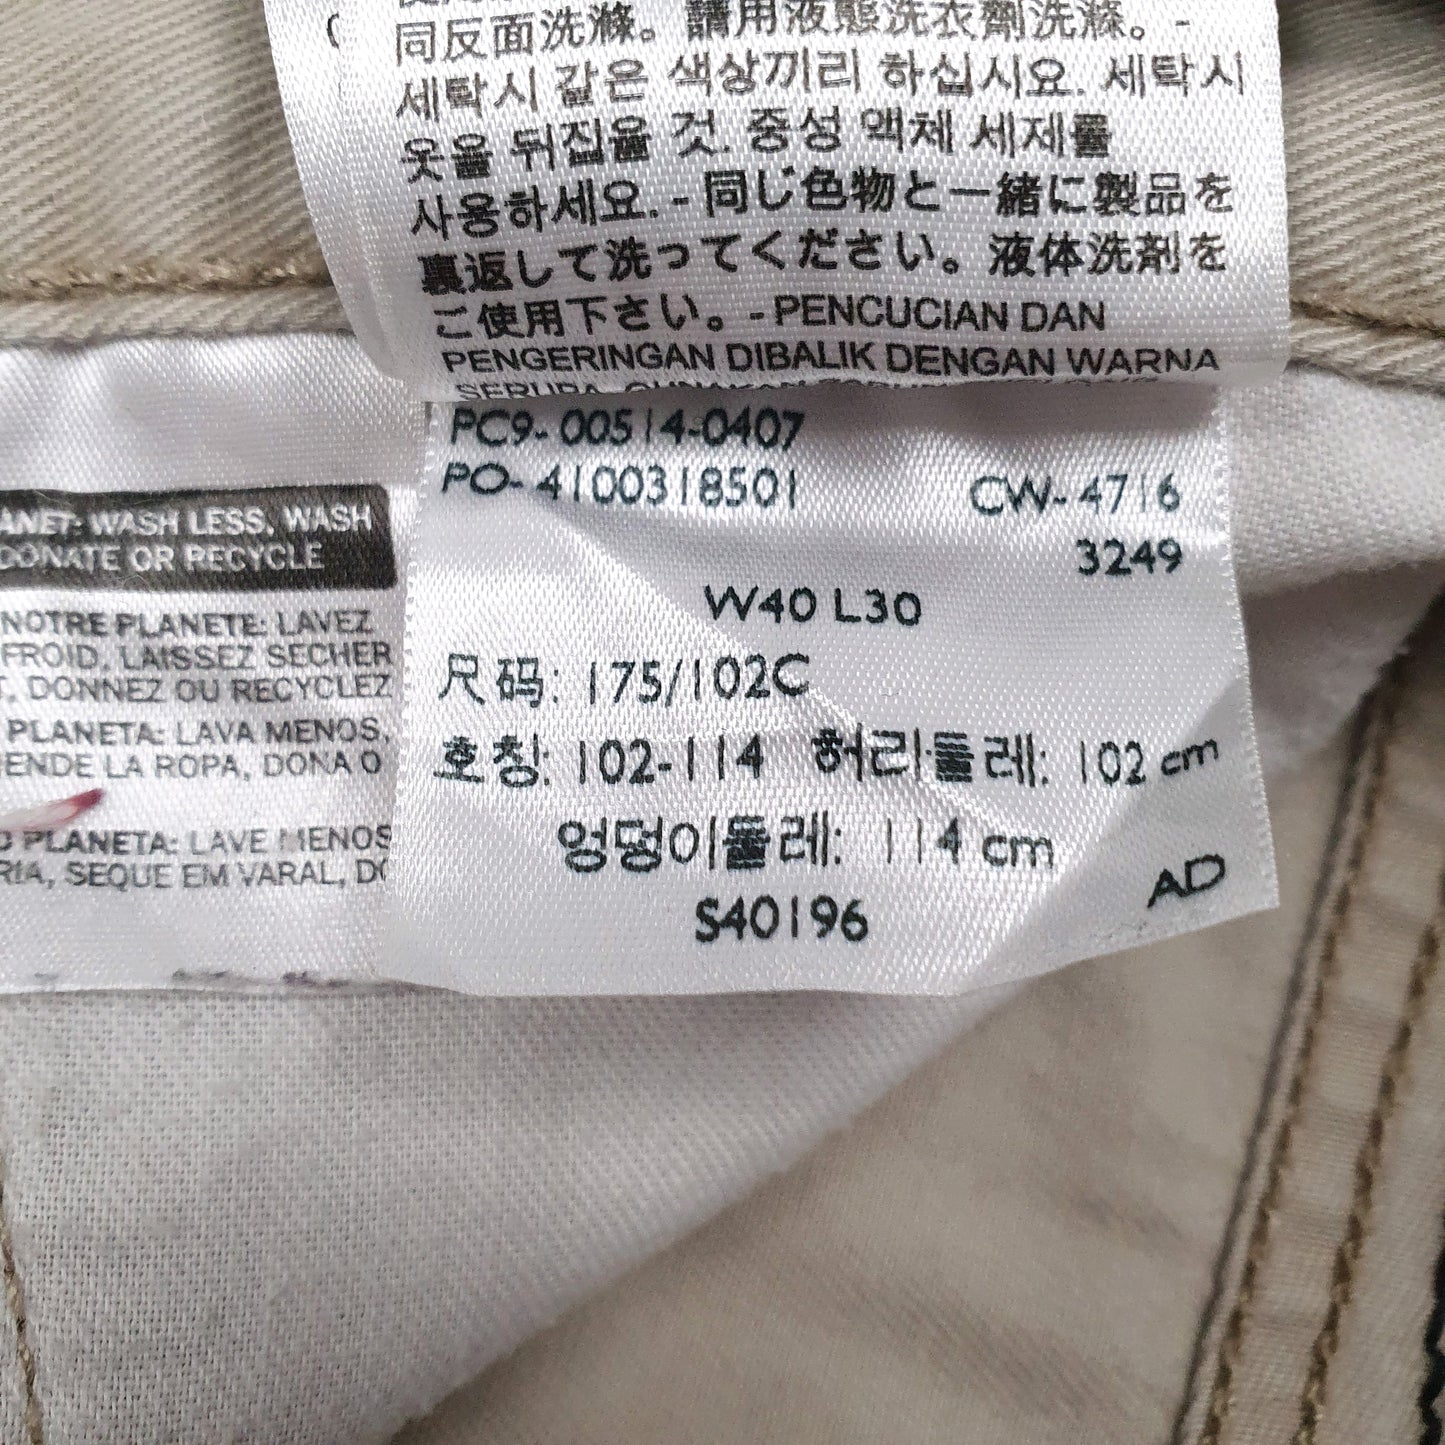 同反面洗滌。請用液態洗衣劑洗滌。-
세탁시 같은 색상끼리 하십시요. 세탁시
옷을 뒤집을 것. 중성 액체 세제를
사용하세요. - 同じ色物と一緒に製品を
裏返して洗ってください。液体洗剤を
ご使用下さい。- PENCUCIAN DAN
PENGERINGAN DIBALIK DENGAN WARNA
PC9-00514-0407
PO-4100318501 CW-4716
3249
W40 L30
尺码: 175/102C
호칭: 102-114 허리둘레: 102 cm
엉덩이둘레: 114 cm
S40196
AD
ANET: WASH LESS, WASH
DONATE OR RECYCLE
NOTRE PLANETE: LAVEZ
FROID, LAISSEZ SECHER
, DONNEZ OU RECYCLEZ
PLANETA: LAVA MENOS,
ENDE LA ROPA, DONA O
PLANETA: LAVE MENOS
RIA, SEQUE EM VARAL, DO